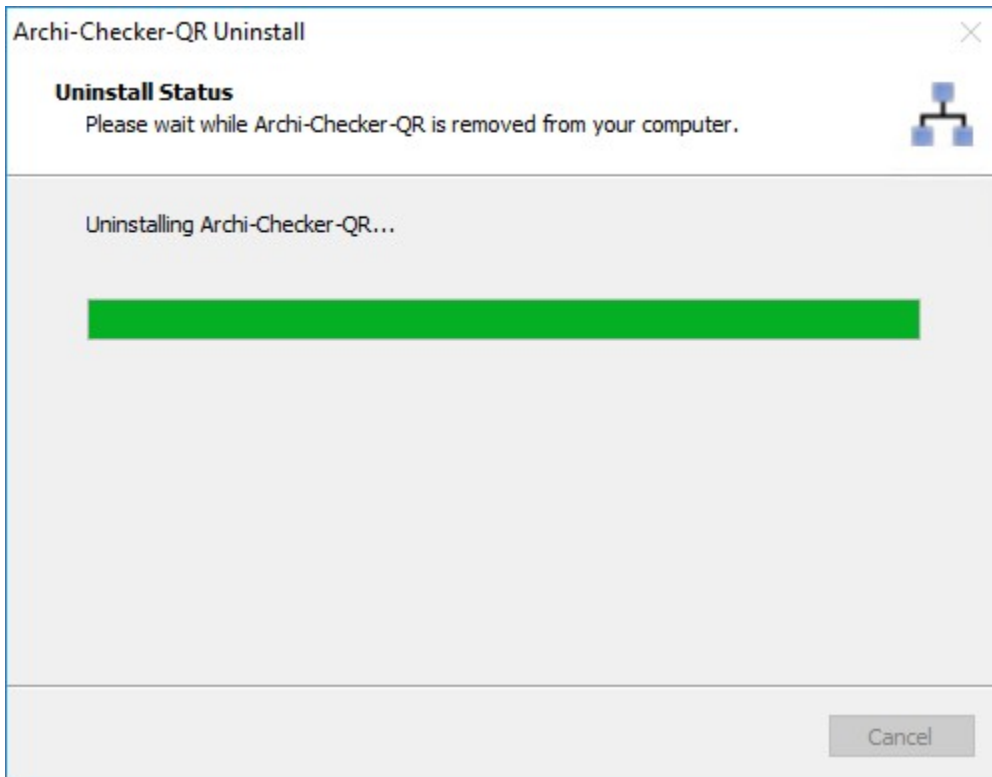 Archi-Checker-QR Uninstall
Uninstall Status
Please wait while Archi-Checker-QR is removed from your computer.
Uninstalling Archi-Checker-QR...
Cancel